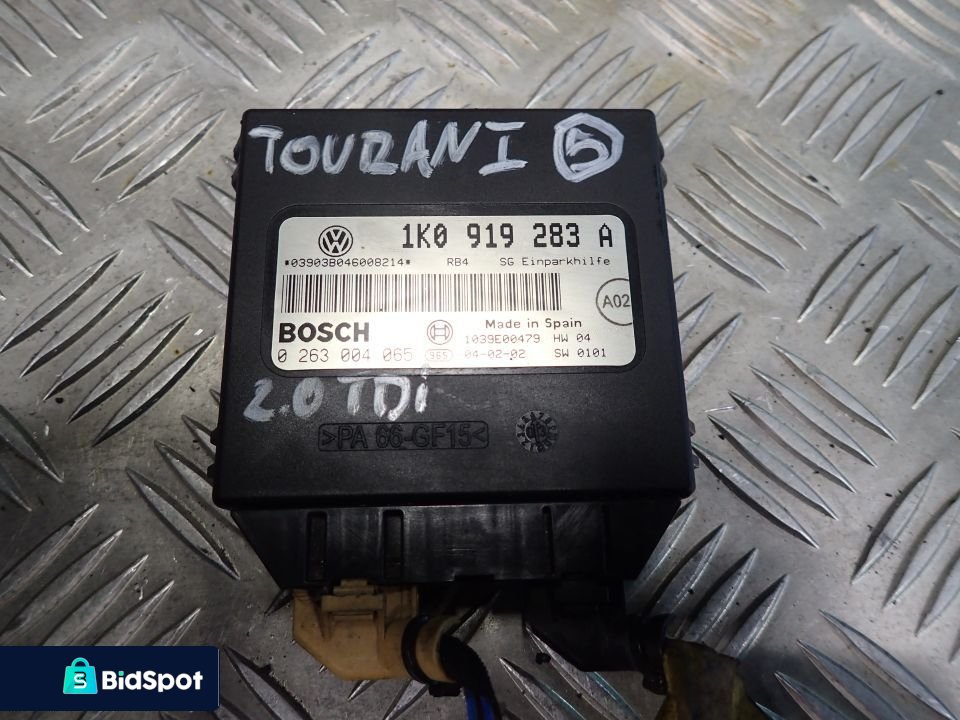 TOURAN I 5
1K0 919 283 A
*03903B046008214* RB4 SG Einparkhilfe
A02
BOSCH Made in Spain
1039E00479 HW 04
0 263 004 065 965 04-02-02 SW 0101
2.0 TDi
>PA 66-GF15<
BidSpot